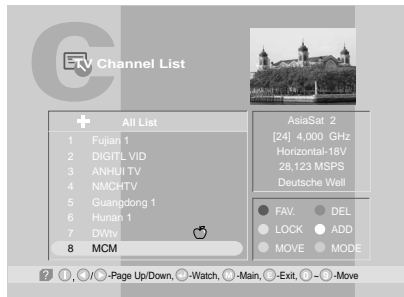 TV Channel List
All List
1 Fujian 1
2 DIGITL VID
3 ANHUI TV
4 NMCHTV
5 Guangdong 1
6 Hunan 1
7 DWtv
8 MCM
AsiaSat 2
[24] 4,000 GHz
Horizontal-18V
28,123 MSPS
Deutsche Well
FAV. DEL
LOCK ADD
MOVE MODE
? /-Page Up/Down, -Watch, M-Main, E-Exit, 0~9-Move